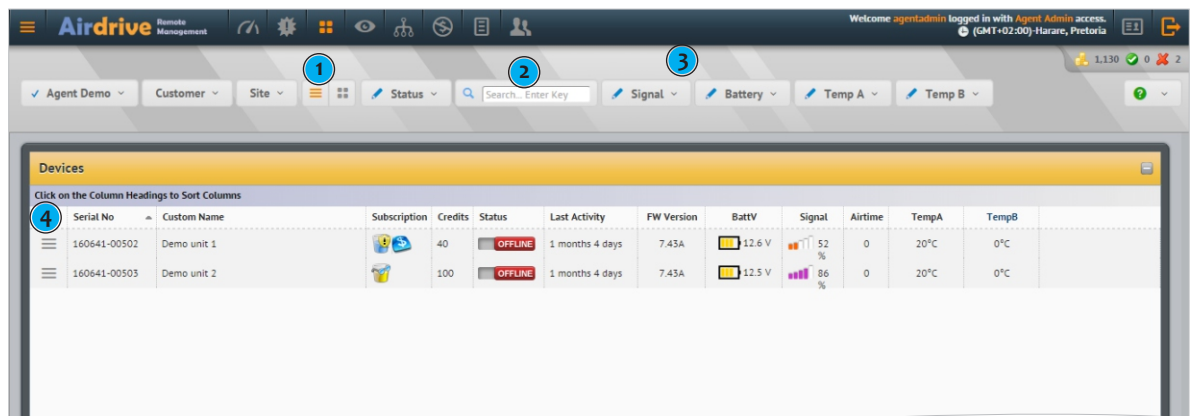 Airdrive Remote Management
Welcome agentadmin logged in with Agent Admin access.
(GMT+02:00)-Harare, Pretoria
1,130 0 2
1 2 3
Agent Demo Customer Site Status Search... Enter Key Signal Battery Temp A Temp B ?
Devices
Click on the Column Headings to Sort Columns
4 Serial No Custom Name Subscription Credits Status Last Activity FW Version BattV Signal Airtime TempA TempB
160641-00502 Demo unit 1 40 OFFLINE 1 months 4 days 7.43A 12.6 V 52 % 0 20°C 0°C
160641-00503 Demo unit 2 100 OFFLINE 1 months 4 days 7.43A 12.5 V 86 % 0 20°C 0°C